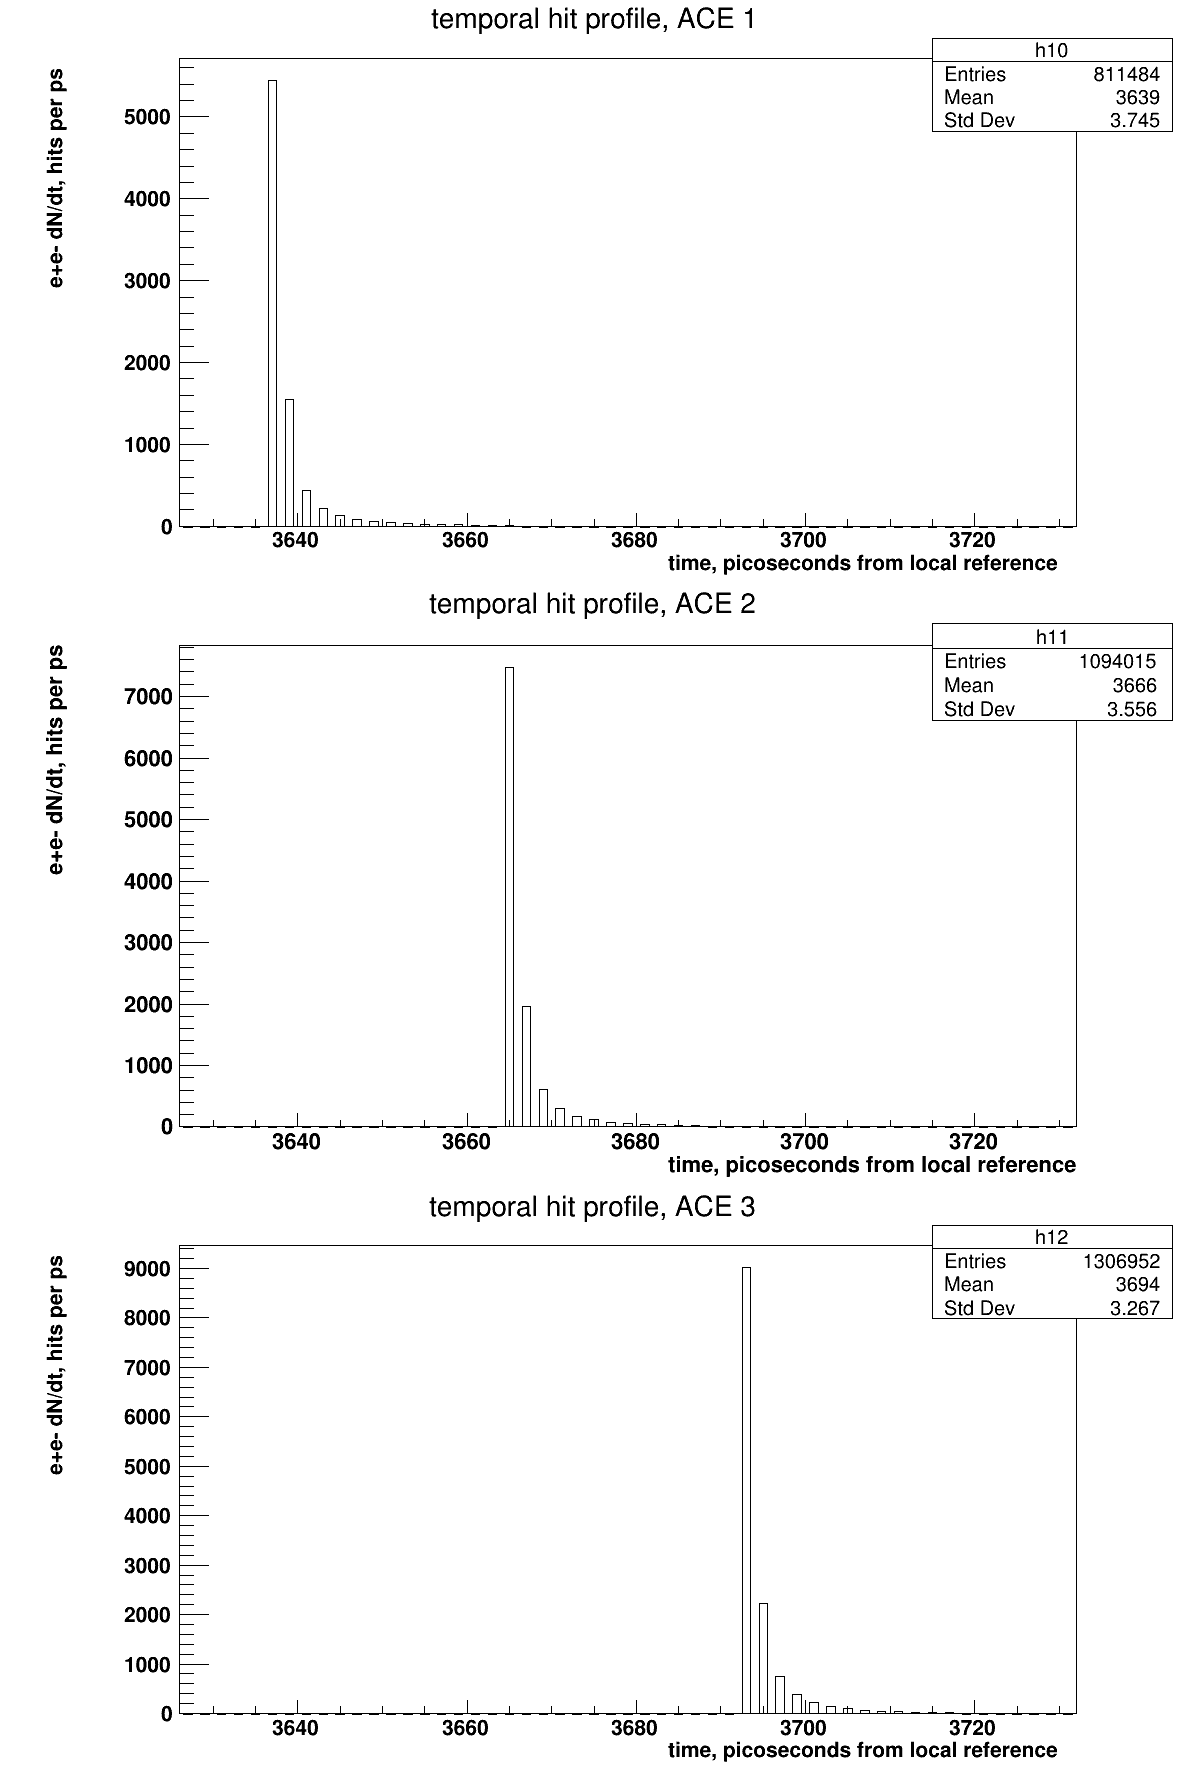 temporal hit profile, ACE 1
h10
Entries 811484
Mean 3639
Std Dev 3.745
e+e- dN/dt, hits per ps
5000
4000
3000
2000
1000
0
3640 3660 3680 3700 3720
time, picoseconds from local reference
temporal hit profile, ACE 2
h11
Entries 1094015
Mean 3666
Std Dev 3.556
e+e- dN/dt, hits per ps
7000
6000
5000
4000
3000
2000
1000
0
3640 3660 3680 3700 3720
time, picoseconds from local reference
temporal hit profile, ACE 3
h12
Entries 1306952
Mean 3694
Std Dev 3.267
e+e- dN/dt, hits per ps
9000
8000
7000
6000
5000
4000
3000
2000
1000
0
3640 3660 3680 3700 3720
time, picoseconds from local reference